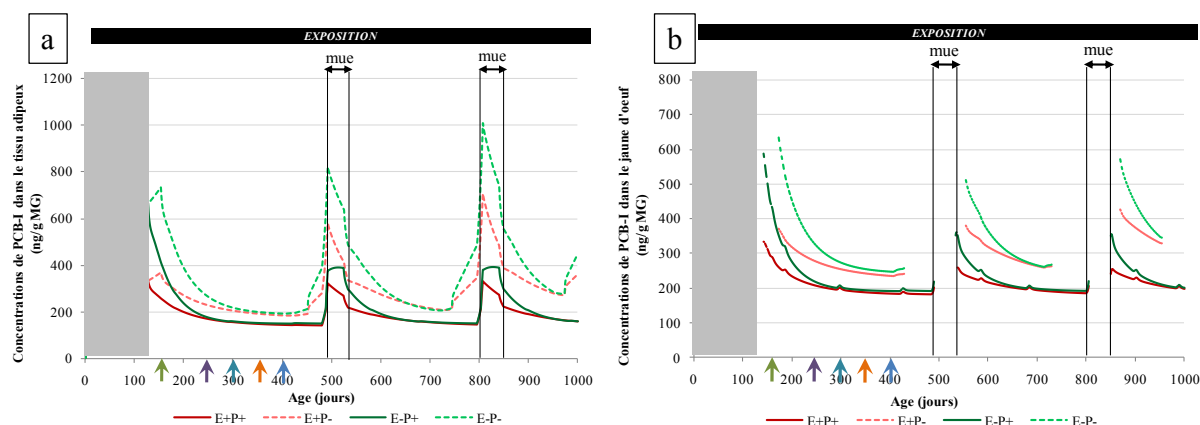 a
EXPOSITION
mue
mue
Concentrations de PCB-I dans le tissu adipeux
(ng/g MG)
1200
1000
800
600
400
200
0
0
200
300
400
500
600
700
800
900
1000
Age (jours)
E+P+
E+P-
E-P+
E-P-
b
EXPOSITION
mue
mue
Concentrations de PCB-I dans le jaune d'oeuf
(ng/g MG)
800
700
600
500
400
300
200
100
0
0
100
200
300
400
500
600
700
800
900
1000
Age (jours)
E+P+
E+P-
E-P+
E-P-